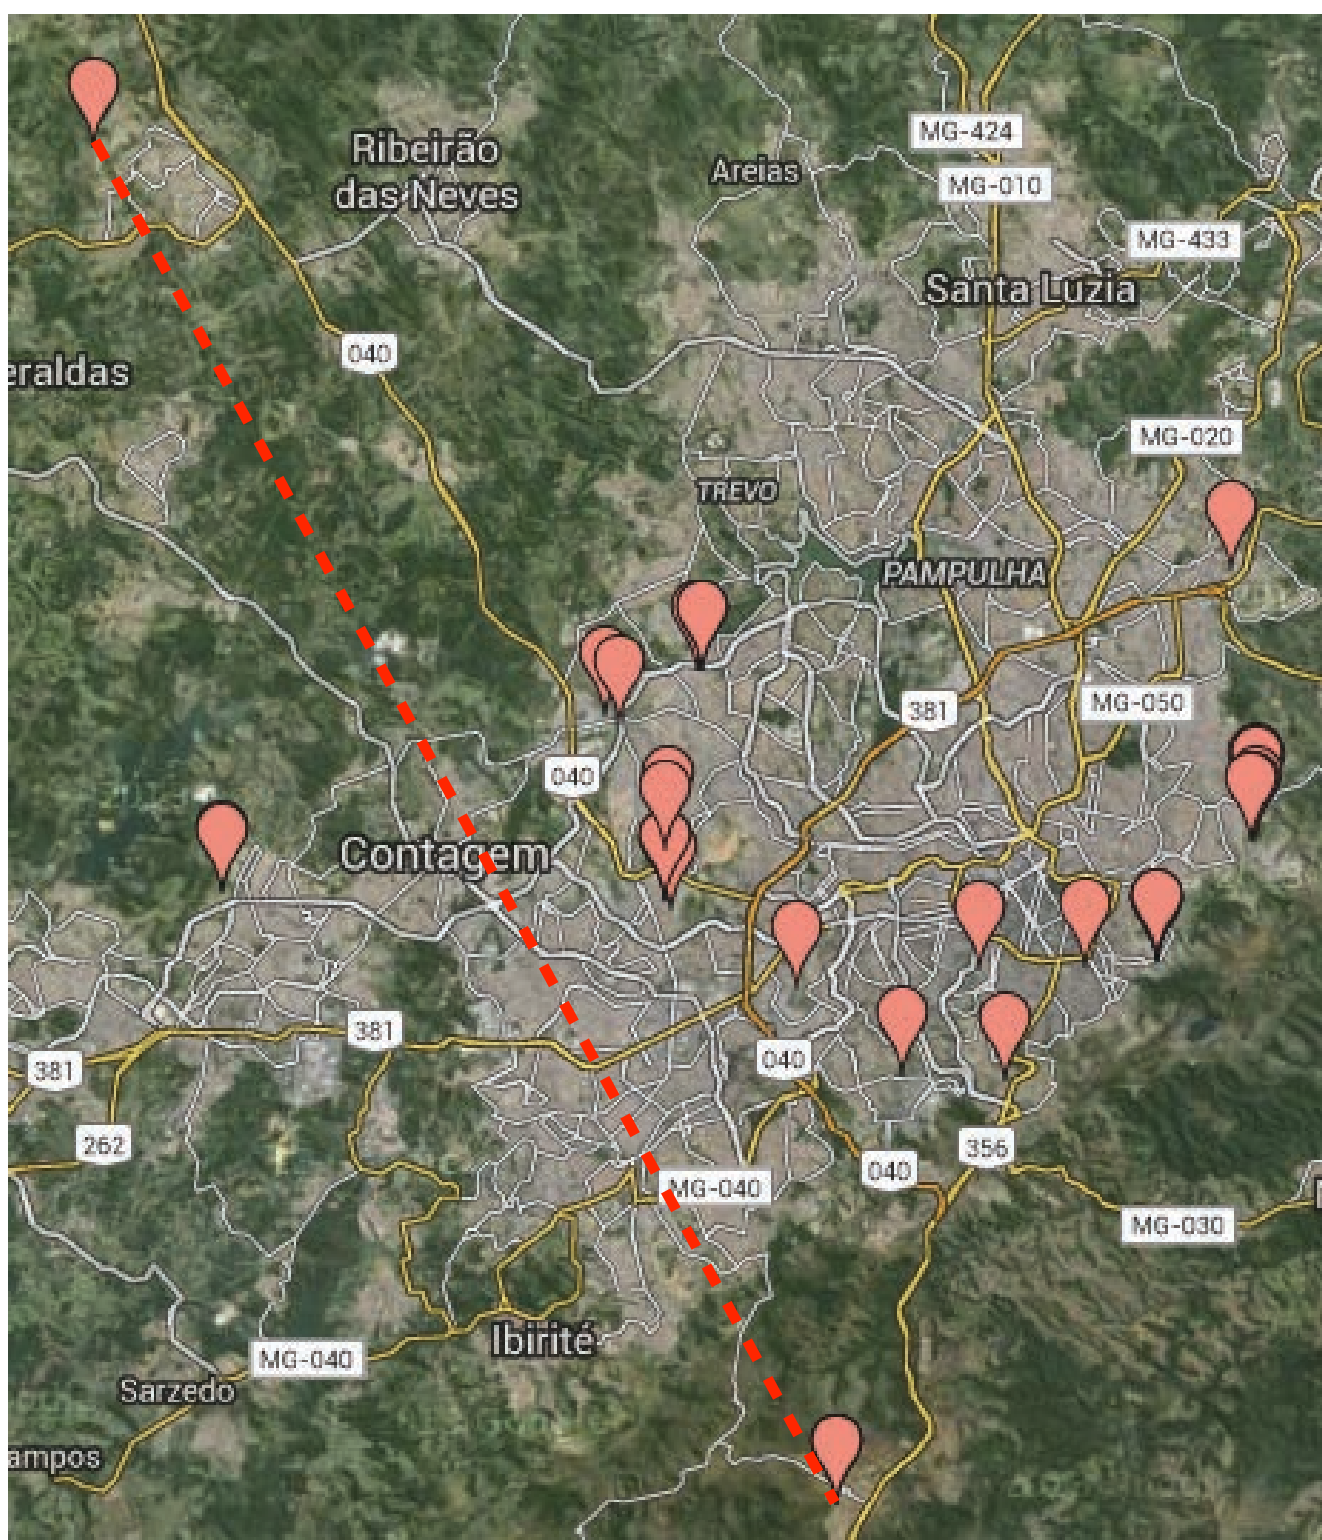 MG-424
Ribeirão
das Neves
Areias
MG-010
MG-433
Santa Luzia
040
eraldas
MG-020
TREVO
PAMPULHA
MG-050
381
040
Contagem
381
040
381
262
356
040
MG-040
MG-030
Ibirité
MG-040
Sarzedo
ampos